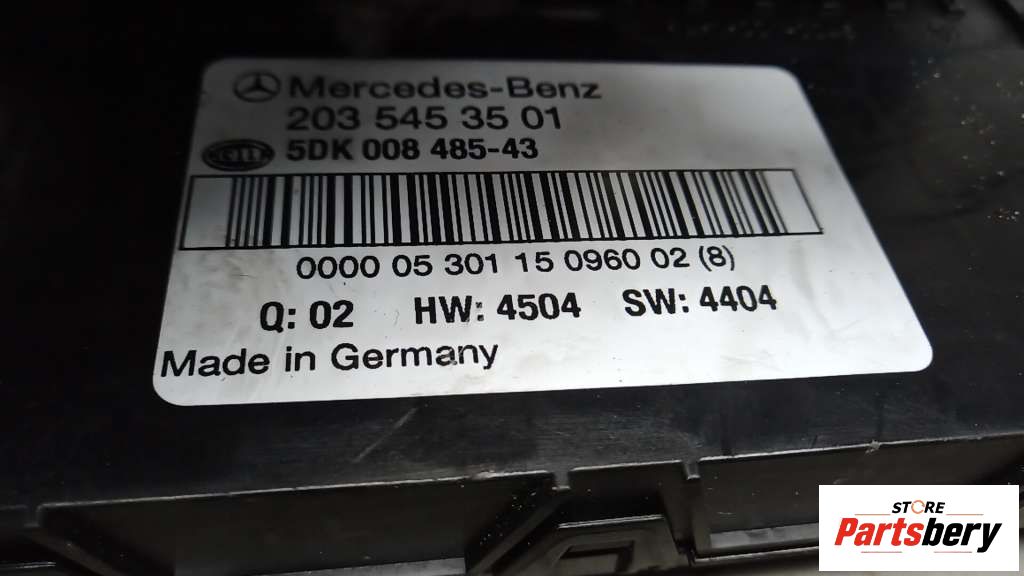 Mercedes-Benz
203 545 35 01
HELLA 5DK 008 485-43
0000 05 301 15 0960 02 (8)
Q: 02 HW: 4504 SW: 4404
Made in Germany
STORE
Partsbery